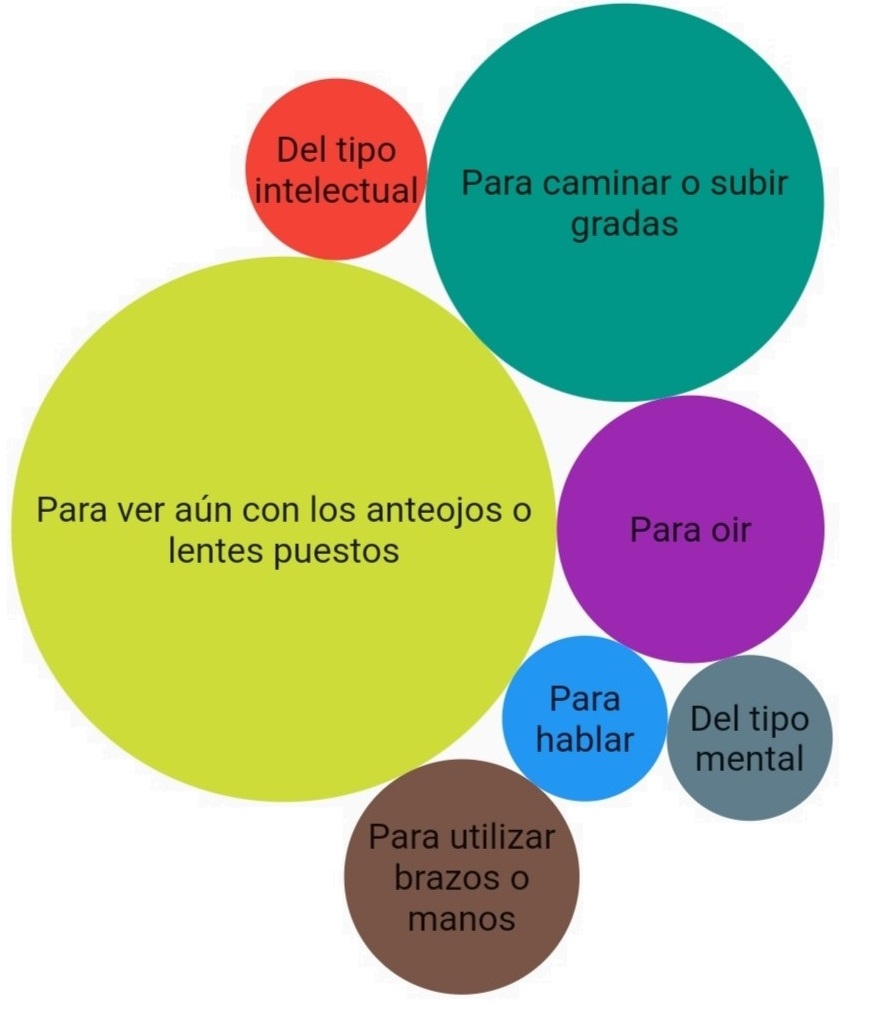 Del tipo
intelectual
Para caminar o subir
gradas
Para ver aún con los anteojos o
lentes puestos
Para oir
Para
hablar
Del tipo
mental
Para utilizar
brazos o
manos